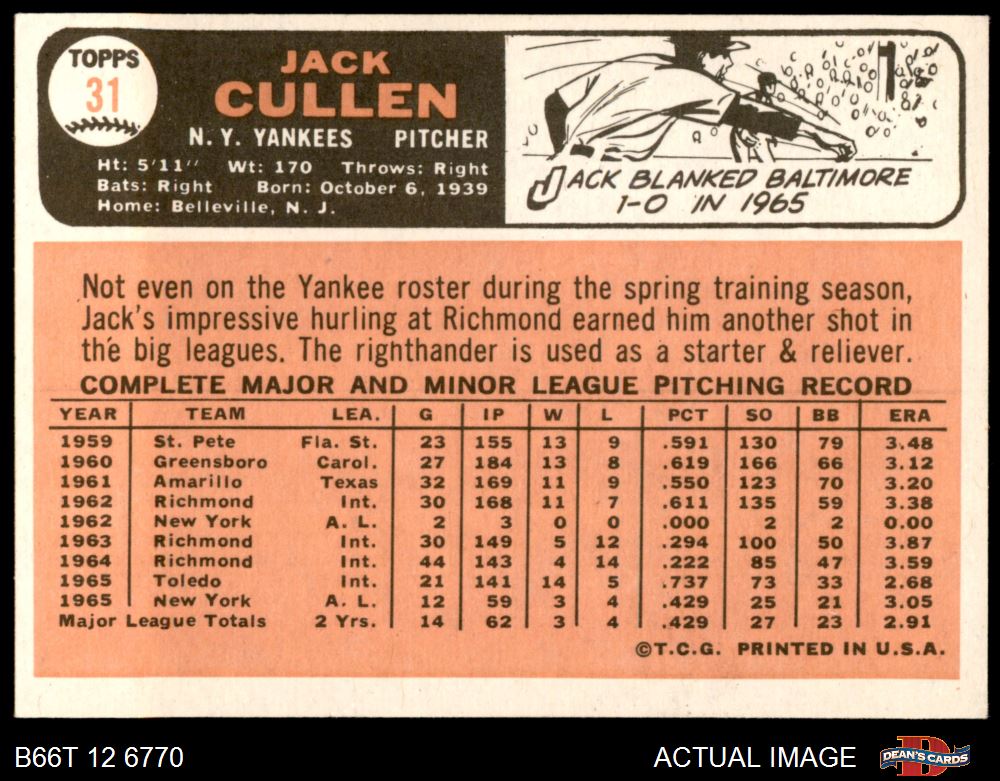 TOPPS
31
JACK
CULLEN
N. Y. YANKEES PITCHER
Ht: 5'11" Wt: 170 Throws: Right
Bats: Right Born: October 6, 1939
Home: Belleville, N. J.
JACK BLANKED BALTIMORE
1-0 IN 1965
Not even on the Yankee roster during the spring training season,
Jack's impressive hurling at Richmond earned him another shot in
the big leagues. The righthander is used as a starter & reliever.
COMPLETE MAJOR AND MINOR LEAGUE PITCHING RECORD
YEAR TEAM LEA. G IP W L PCT SO BB ERA
1959 St. Pete Fla. St. 23 155 13 9 .591 130 79 3.48
1960 Greensboro Carol. 27 184 13 8 .619 166 66 3.12
1961 Amarillo Texas 32 169 11 9 .550 123 70 3.20
1962 Richmond Int. 30 168 11 7 .611 135 59 3.38
1962 New York A. L. 2 3 0 0 .000 2 2 0.00
1963 Richmond Int. 30 149 5 12 .294 100 50 3.87
1964 Richmond Int. 44 143 4 14 .222 85 47 3.59
1965 Toledo Int. 21 141 14 5 .737 73 33 2.68
1965 New York A. L. 12 59 3 4 .429 25 21 3.05
Major League Totals 2 Yrs. 14 62 3 4 .429 27 23 2.91
©T.C.G. PRINTED IN U.S.A.
B66T 12 6770 ACTUAL IMAGE DEAN'S CARDS